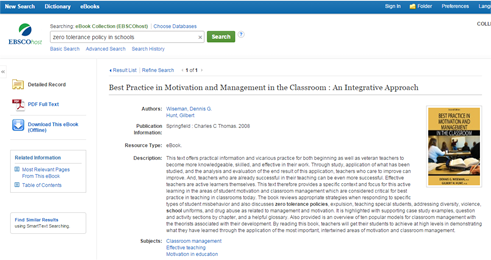 New Search Dictionary eBooks Sign In Folder Preferences Lang
Searching: eBook Collection (EBSCOhost) Choose Databases COLL
EBSCOhost
zero tolerance policy in schools Search
Basic Search Advanced Search Search History
Result List Refine Search 1 of 1
Detailed Record
PDF Full Text
Download This eBook
(Offline)
Related Information
Most Relevant Pages
From This eBook
Table of Contents
Find Similar Results
using SmartText Searching.
Best Practice in Motivation and Management in the Classroom : An Integrative Approach
Authors: Wiseman, Dennis G.
Hunt, Gilbert
Publication Information: Springfield : Charles C Thomas. 2008
Resource Type: eBook.
Description: This text offers practical information and vicarious practice for both beginning as well as veteran teachers to
become more knowledgeable, skilled, and effective in their work. Through study, application of what has been
studied, and the analysis and evaluation of the end result of this application, teachers who care to improve can
improve. And, teachers who are already successful in their teaching can be even more successful. Effective
teachers are active learners themselves. This text therefore provides a specific context and focus for this active
learning in the areas of student motivation and classroom management which are considered critical for best
practice in teaching in classrooms today. The book reviews appropriate strategies when responding to specific
types of student misbehavior and also discusses zero tolerance policies, expulsion, teaching special students, addressing diversity, violence,
school uniforms, and drug abuse as related to management and motivation. It is highlighted with supporting case study examples, question
and activity sections by chapter, and a helpful glossary. Also provided is an overview of ten popular models for classroom management with
the theorists associated with their development. By reading this book, teachers will get their students to achieve at high levels in demonstrating
what they have learned through the application of the most important, intertwined areas of motivation and classroom management.
Subjects: Classroom management
Effective teaching
Motivation in education
BEST PRACTICE IN
MOTIVATION AND
MANAGEMENT
IN THE CLASSROOM